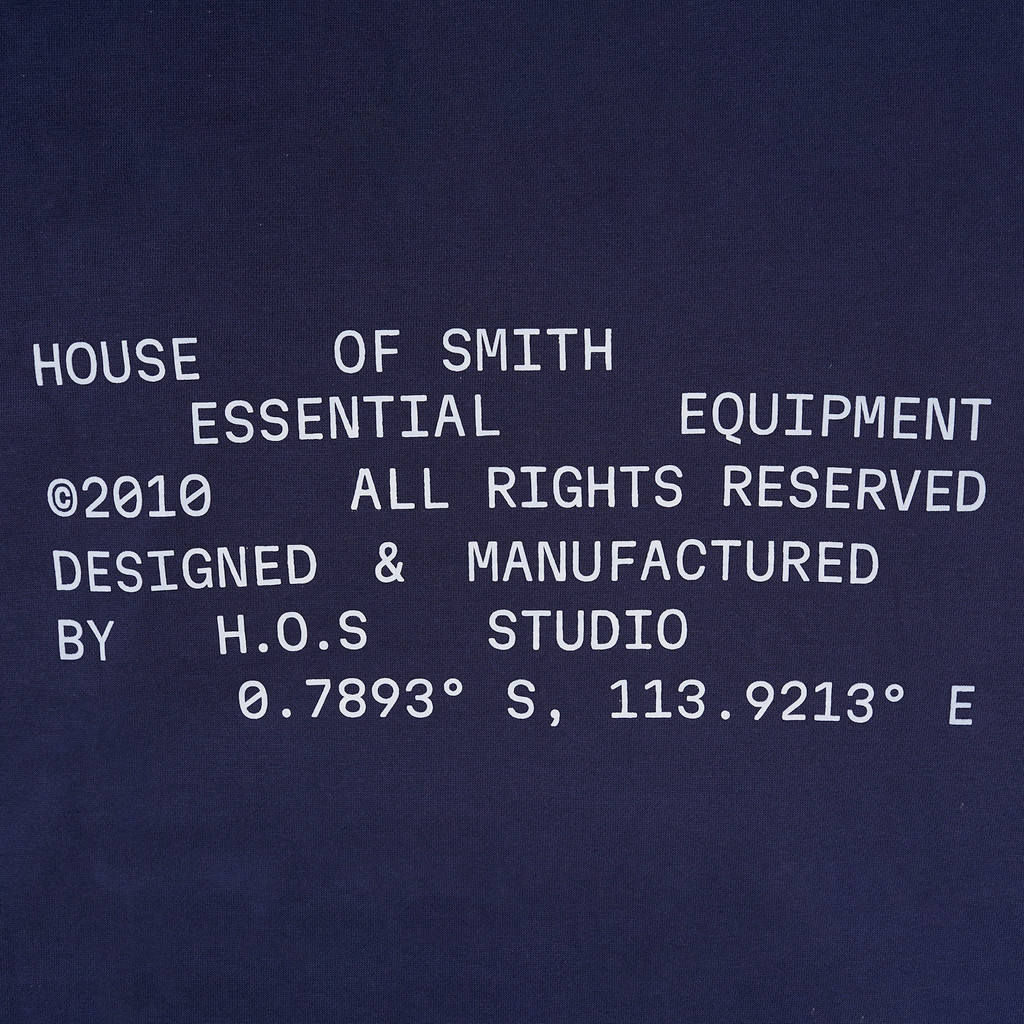 HOUSE OF SMITH
ESSENTIAL EQUIPMENT
©2010 ALL RIGHTS RESERVED
DESIGNED & MANUFACTURED
BY H.O.S STUDIO
0.7893° S, 113.9213° E